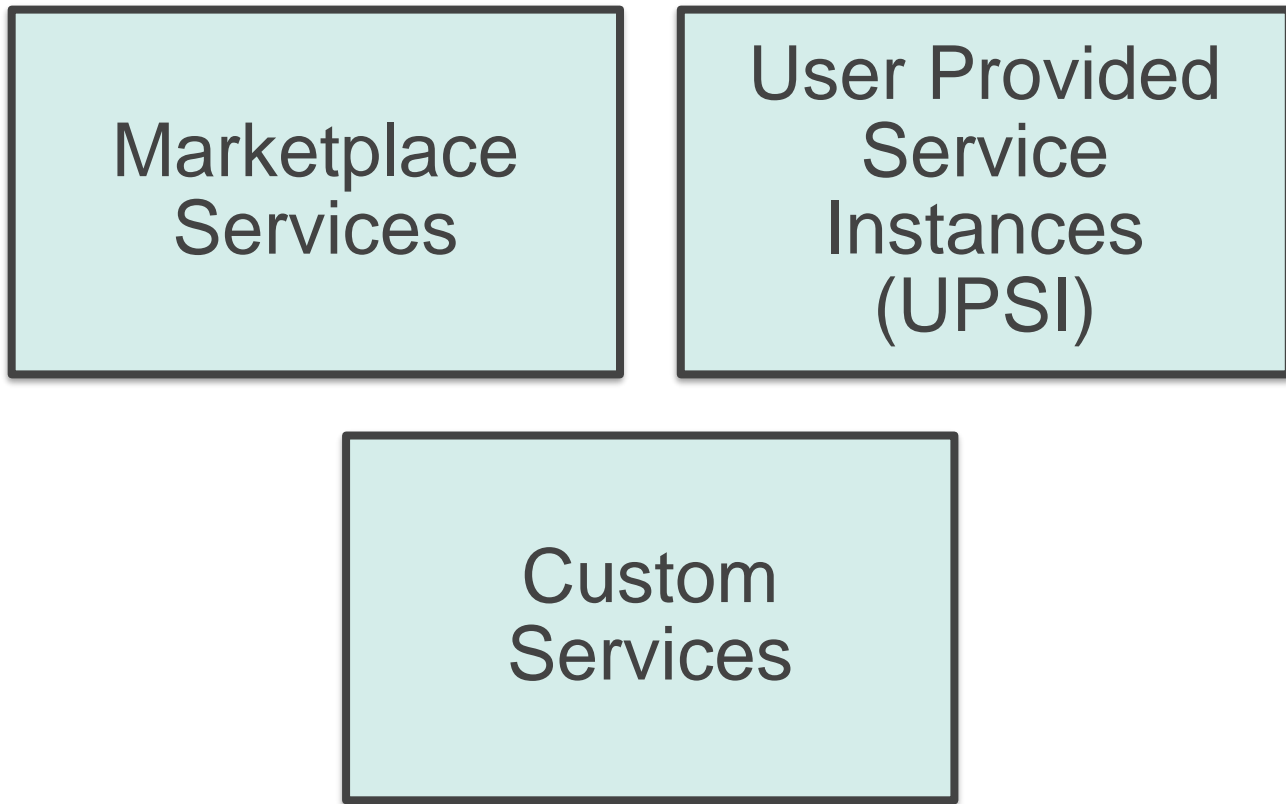 Marketplace
Services
User Provided
Service
Instances
(UPSI)
Custom
Services